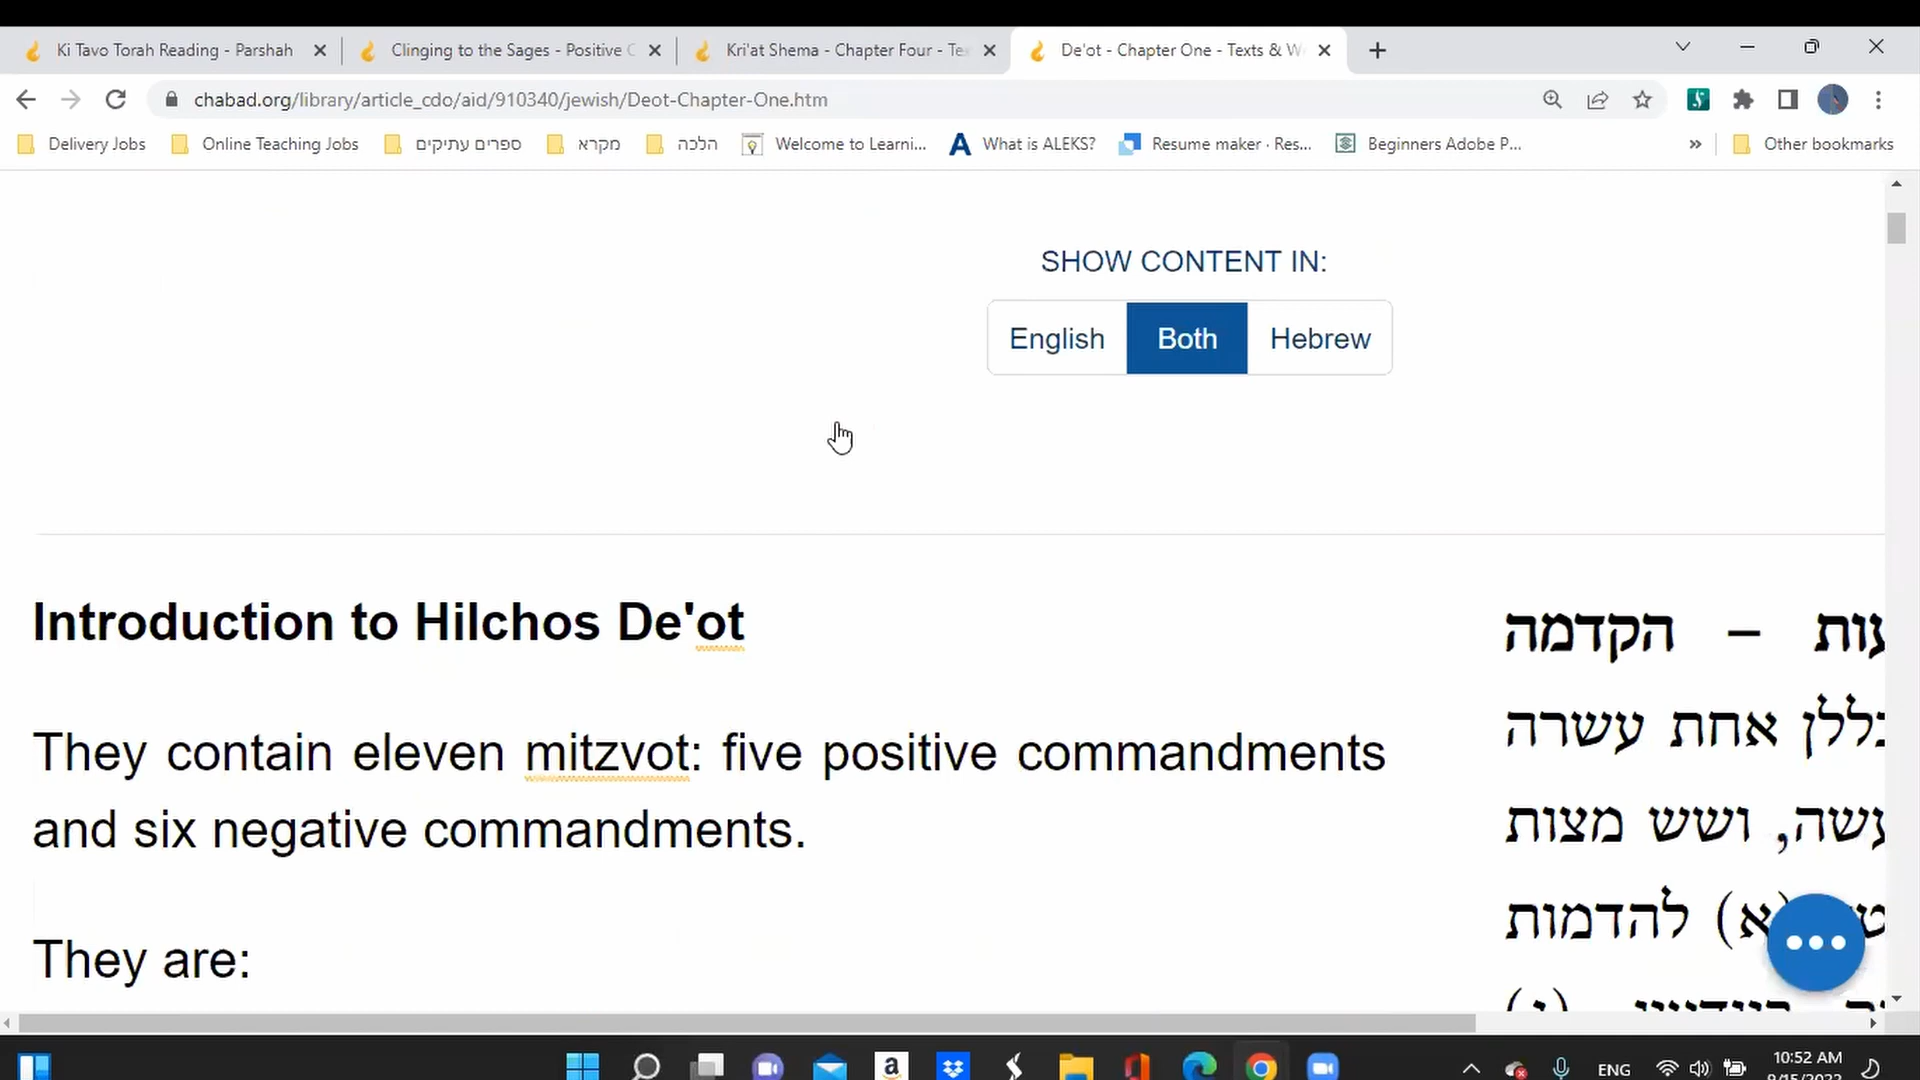 Ki Tavo Torah Reading - Parshah
Clinging to the Sages - Positive C
Kri'at Shema - Chapter Four - Te
De'ot - Chapter One - Texts & W
chabad.org/library/article_cdo/aid/910340/jewish/Deot-Chapter-One.htm
Delivery Jobs
Online Teaching Jobs
ספרים עתיקים
מקרא
הלכה
Welcome to Learni...
What is ALEKS?
Resume maker · Res...
Beginners Adobe P...
»
Other bookmarks
SHOW CONTENT IN:
English Both Hebrew
Introduction to Hilchos De'ot
They contain eleven mitzvot: five positive commandments
and six negative commandments.
They are:
– הקדמה
אחת עשרה
ושש מצות
(א) להדמות
ENG
10:52 AM
9/15/2022